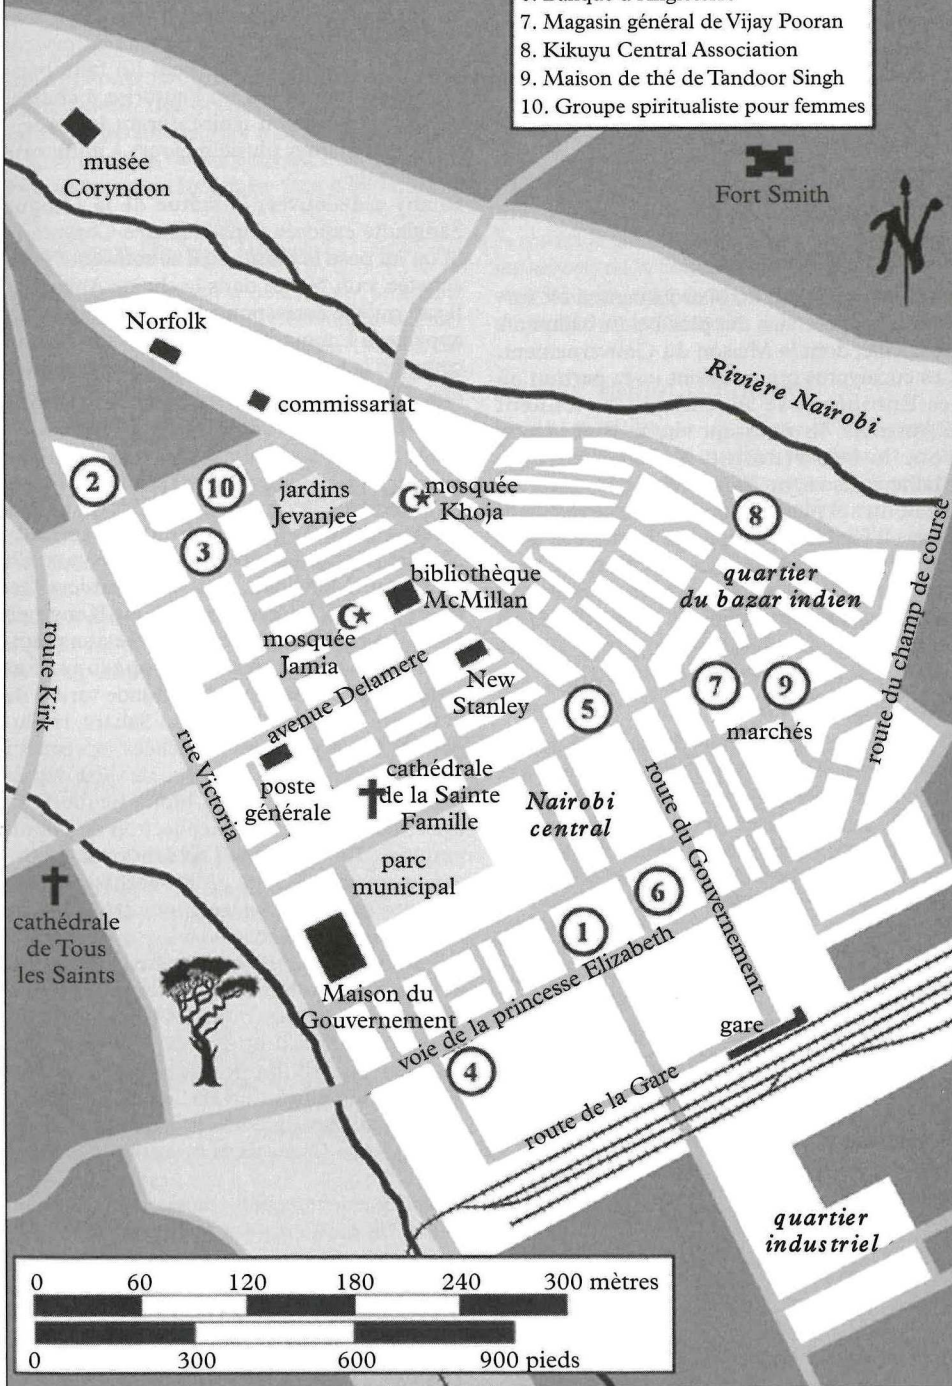 7. Magasin général de Vijay Pooran
8. Kikuyu Central Association
9. Maison de thé de Tandoor Singh
10. Groupe spiritualiste pour femmes
musée
Coryndon
Fort Smith
N
Norfolk
Rivière Nairobi
commissariat
2
10
jardins
Jevanjee
mosquée
Khoja
8
3
bibliothèque
McMillan
quartier
du bazar indien
mosquée
Jamia
route Kirk
avenue Delamere
New
Stanley
5
7
9
marchés
route du champ de course
rue Victoria
poste
générale
cathédrale
de la Sainte
Famille
Nairobi
central
route du Gouvernement
parc
municipal
6
1
cathédrale
de Tous
les Saints
Maison du
Gouvernement
voie de la princesse Elizabeth
gare
4
route de la Gare
quartier
industriel
0 60 120 180 240 300 mètres
0 300 600 900 pieds